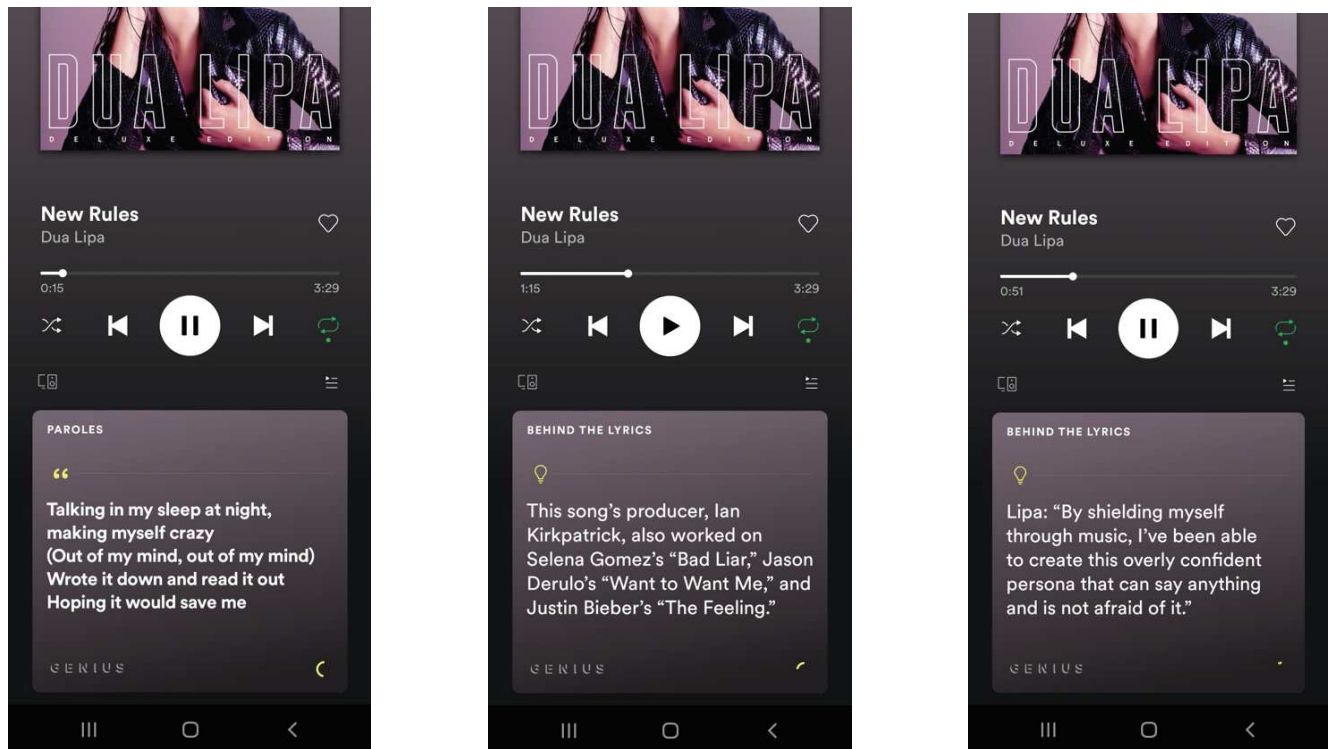 DUA LIPA
DELUXE EDITION
New Rules
Dua Lipa
0:15 3:29
PAROLES
“
Talking in my sleep at night,
making myself crazy
(Out of my mind, out of my mind)
Wrote it down and read it out
Hoping it would save me
GENIUS
DUA LIPA
DELUXE EDITION
New Rules
Dua Lipa
1:15 3:29
BEHIND THE LYRICS
This song’s producer, Ian
Kirkpatrick, also worked on
Selena Gomez’s “Bad Liar,” Jason
Derulo’s “Want to Want Me,” and
Justin Bieber’s “The Feeling.”
GENIUS
DUA LIPA
DELUXE EDITION
New Rules
Dua Lipa
0:51 3:29
BEHIND THE LYRICS
Lipa: “By shielding myself
through music, I’ve been able
to create this overly confident
persona that can say anything
and is not afraid of it.”
GENIUS